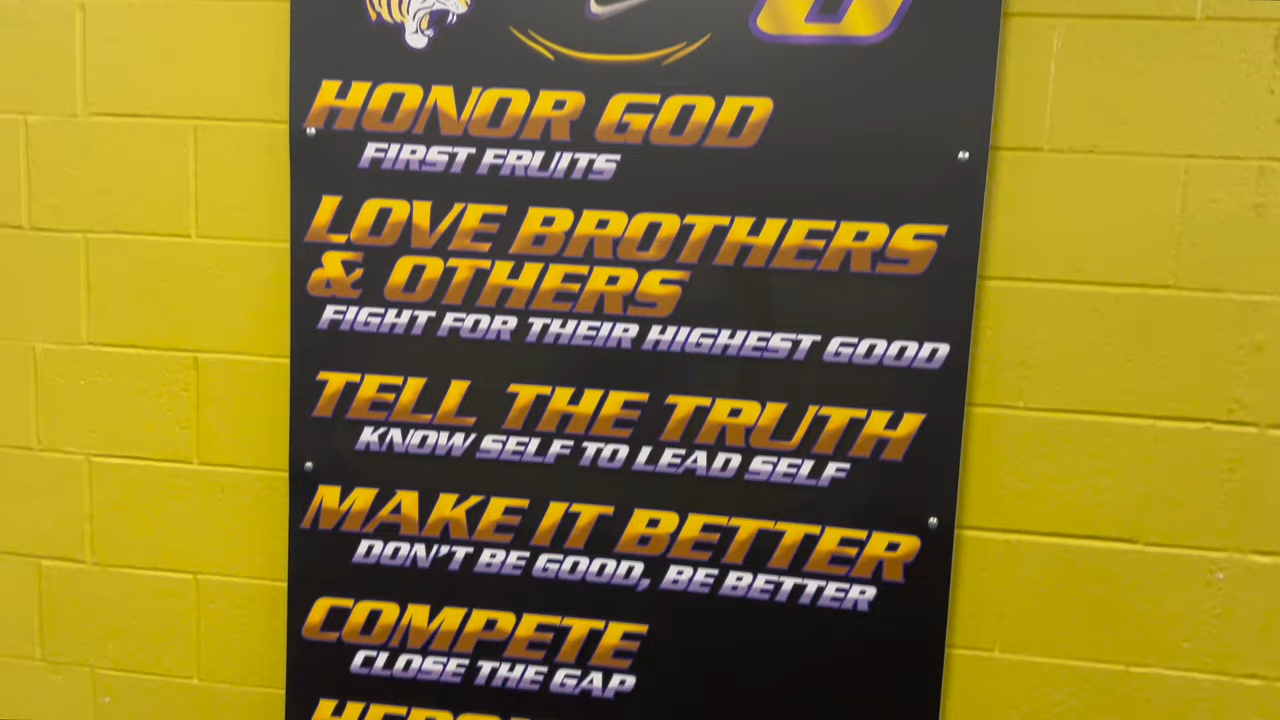 HONOR GOD
FIRST FRUITS
LOVE BROTHERS
& OTHERS
FIGHT FOR THEIR HIGHEST GOOD
TELL THE TRUTH
KNOW SELF TO LEAD SELF
MAKE IT BETTER
DON'T BE GOOD, BE BETTER
COMPETE
CLOSE THE GAP